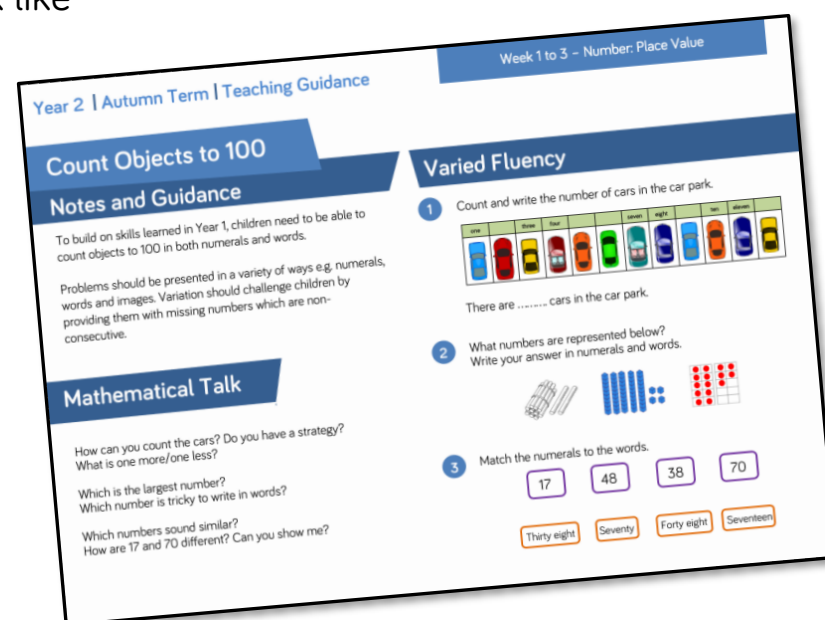 like
Year 2 | Autumn Term | Teaching Guidance
Week 1 to 3 – Number: Place Value
Count Objects to 100
Notes and Guidance
To build on skills learned in Year 1, children need to be able to
count objects to 100 in both numerals and words.
Problems should be presented in a variety of ways e.g. numerals,
words and images. Variation should challenge children by
providing them with missing numbers which are non-
consecutive.
Mathematical Talk
How can you count the cars? Do you have a strategy?
What is one more/one less?
Which is the largest number?
Which number is tricky to write in words?
Which numbers sound similar?
How are 17 and 70 different? Can you show me?
Varied Fluency
1 Count and write the number of cars in the car park.
one three four seven eight ten eleven
There are ........ cars in the car park.
2 What numbers are represented below?
Write your answer in numerals and words.
3 Match the numerals to the words.
17 48 38 70
Thirty eight Seventy Forty eight Seventeen